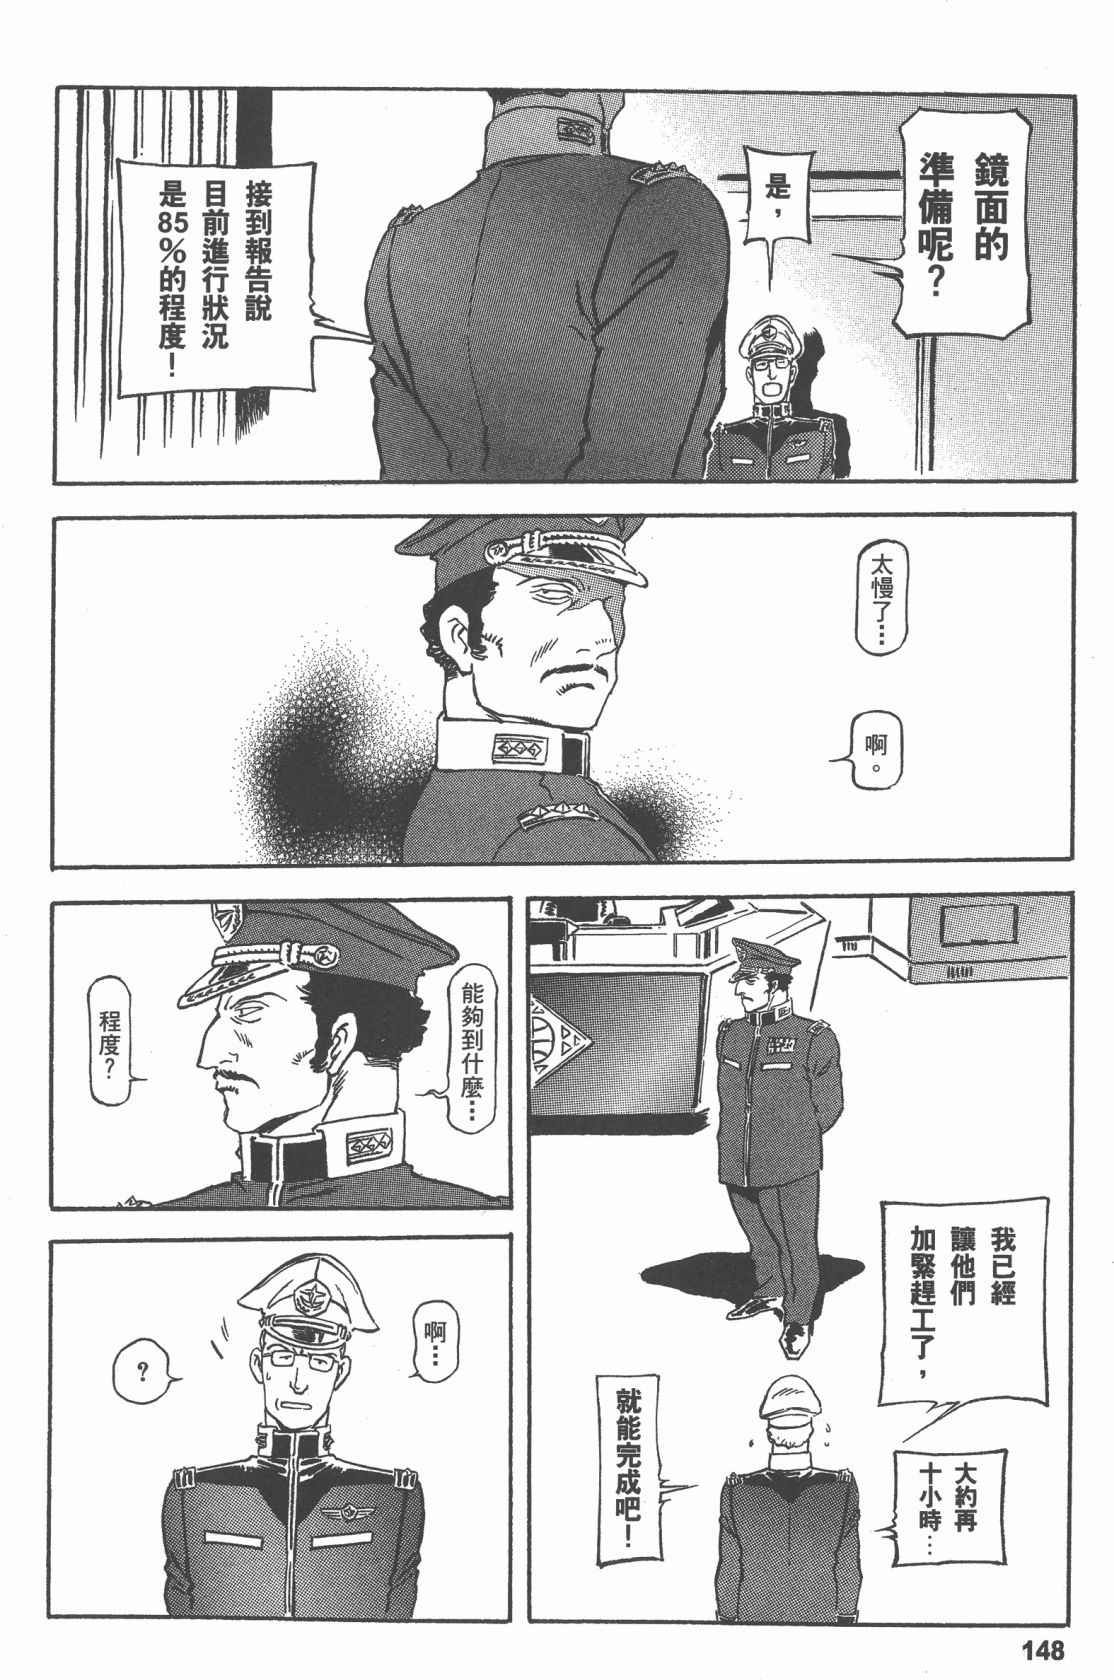 鏡面的
準備呢？
是，
接到報告說
目前進行狀況
是85%的程度！
太慢了…
啊。
我已經
讓他們
加緊趕工了，
大約再
十小時…
就能完成吧！
能夠到什麼…
程度？
啊…
？
148